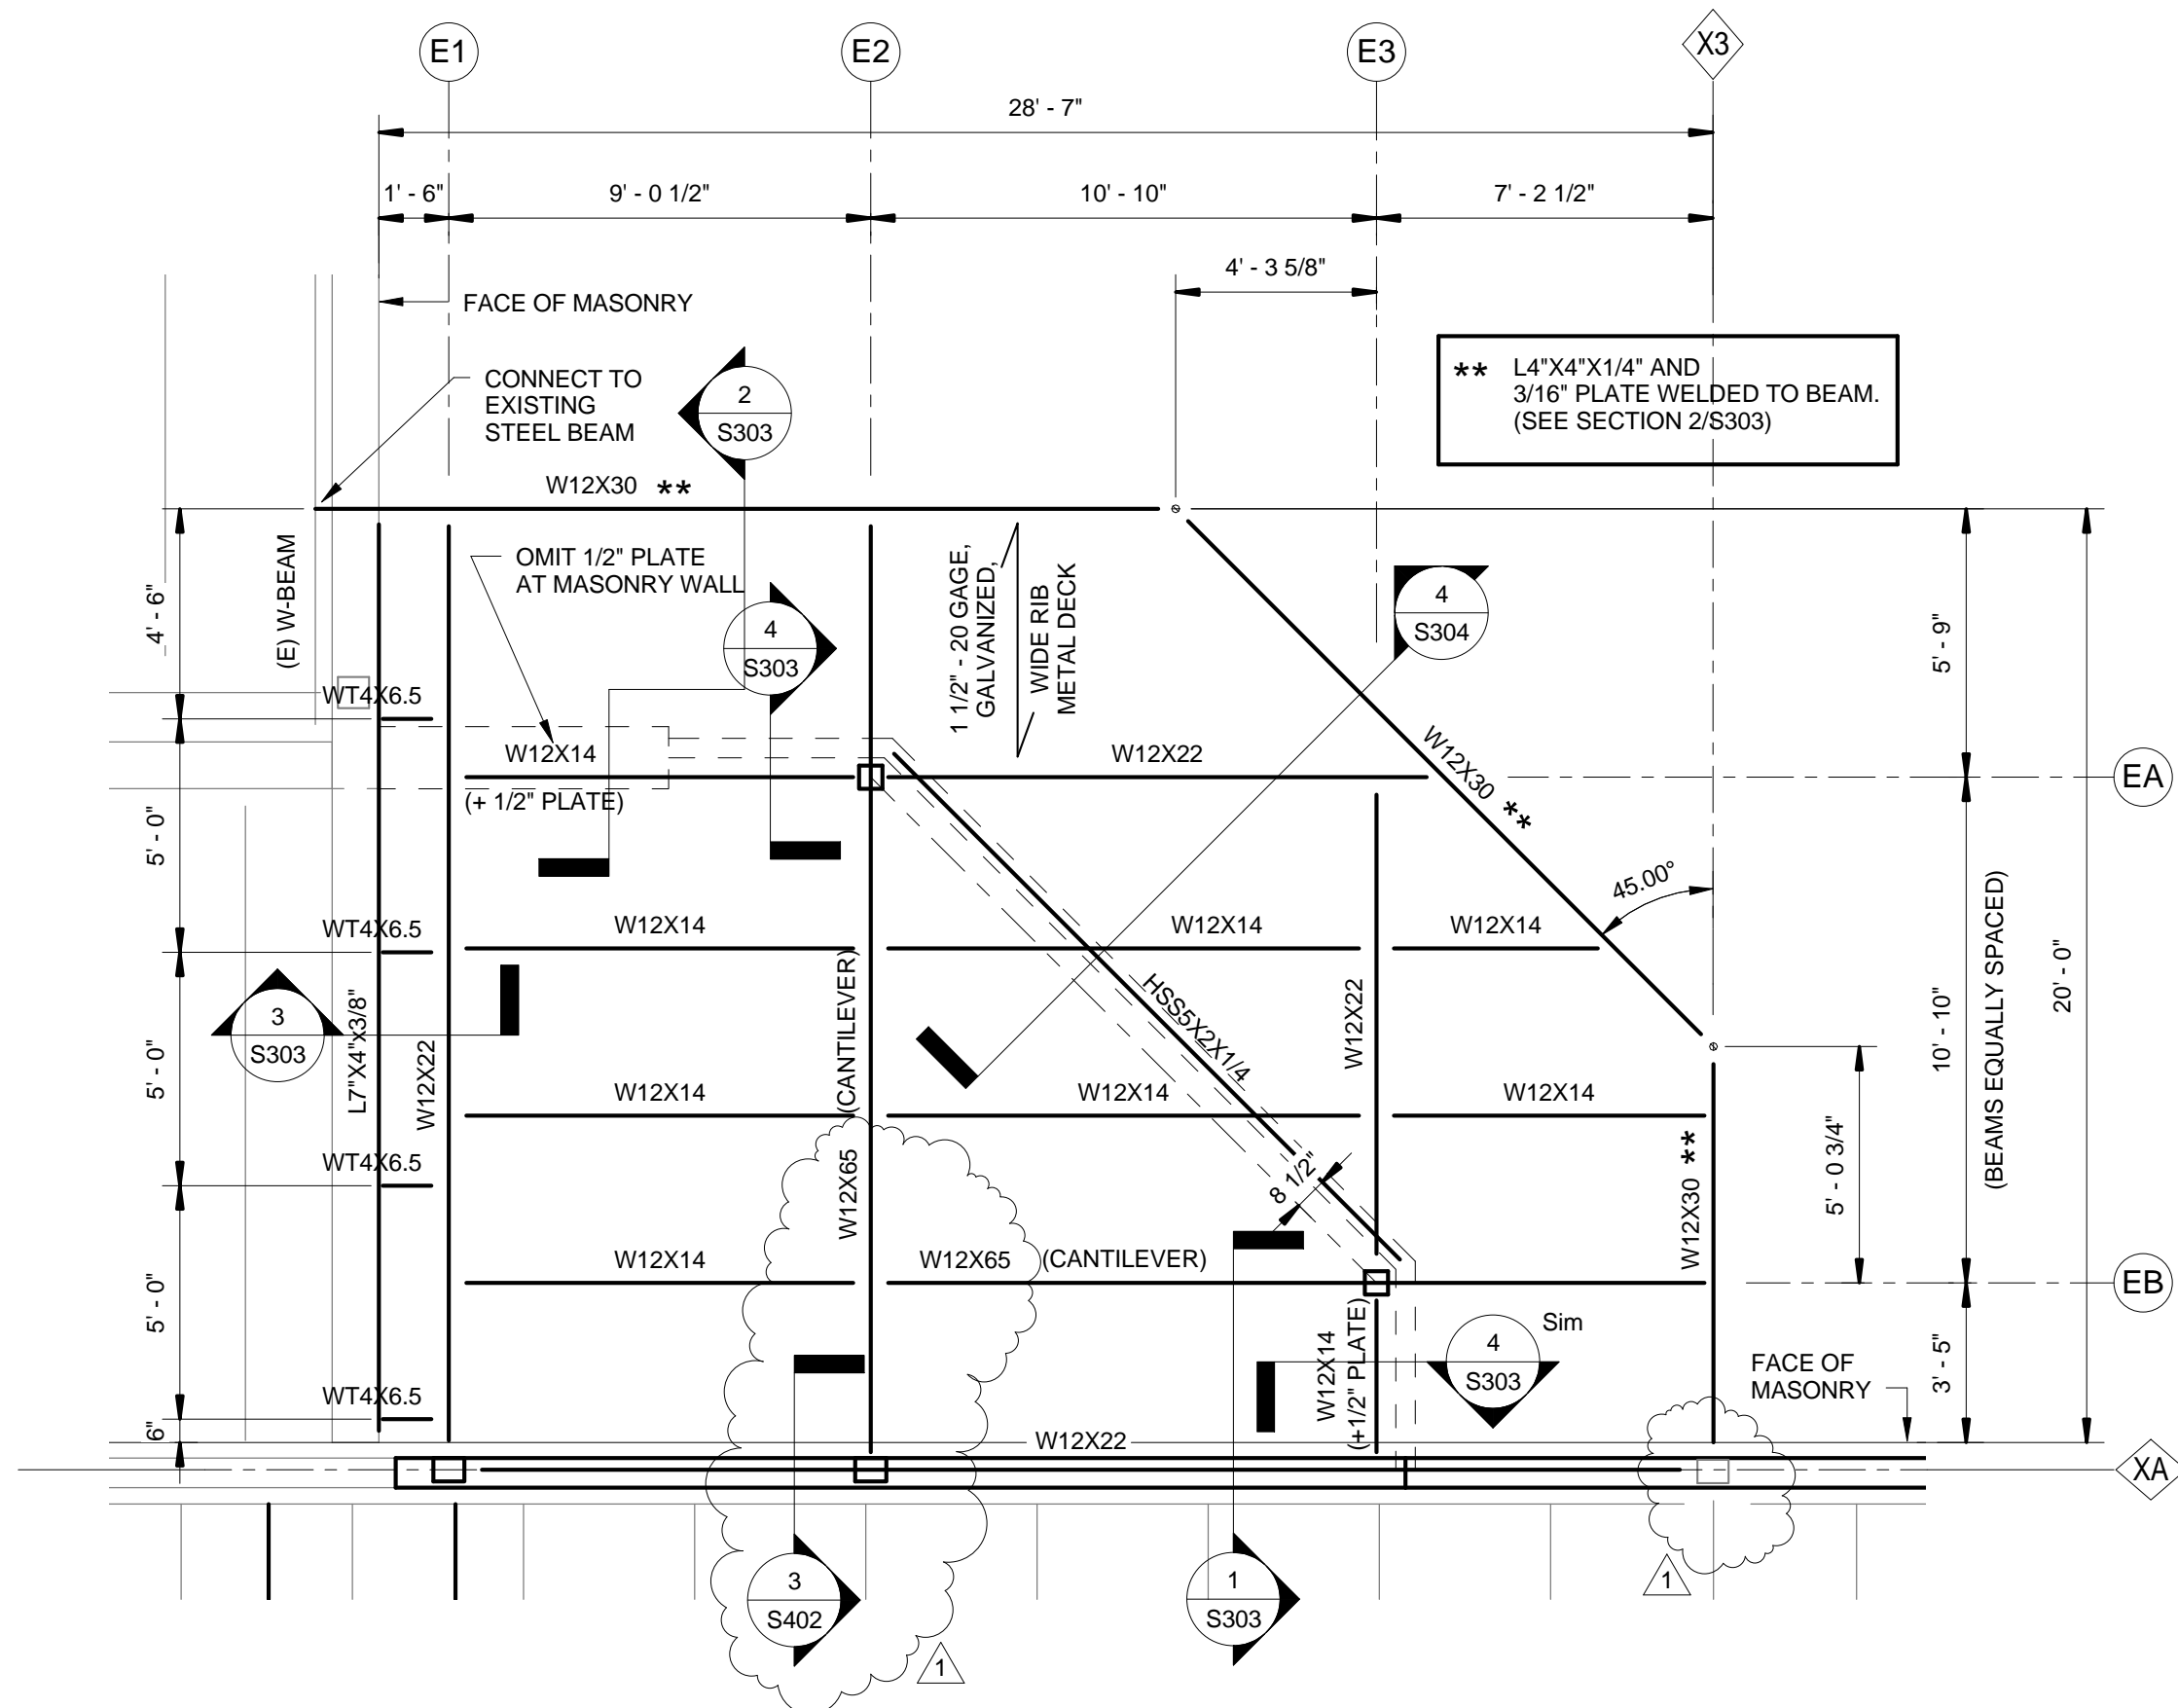 E1
E2
E3
X3
28' - 7"
1' - 6"
9' - 0 1/2"
10' - 10"
7' - 2 1/2"
4' - 3 5/8"
FACE OF MASONRY
** L4"X4"X1/4" AND
3/16" PLATE WELDED TO BEAM.
(SEE SECTION 2/S303)
CONNECT TO
EXISTING
STEEL BEAM
2
S303
W12X30 **
(E) W-BEAM
OMIT 1/2" PLATE
AT MASONRY WALL
4
S303
1 1/2" - 20 GAGE,
GALVANIZED,
WIDE RIB
METAL DECK
4
S304
4' - 6"
5' - 9"
20' - 0"
WT4X6.5
W12X14
(+ 1/2" PLATE)
W12X22
W12X30 **
EA
5' - 0"
45.00°
WT4X6.5
W12X14
W12X14
W12X14
(CANTILEVER)
3
S303
L7"X4"x3/8"
W12X22
HSS5X2X1/4
W12X22
10' - 10"
(BEAMS EQUALLY SPACED)
5' - 0"
W12X14
W12X14
W12X14
WT4X6.5
W12X65
8 1/2"
W12X30 **
5' - 0 3/4"
W12X14
W12X65 (CANTILEVER)
EB
5' - 0"
W12X14
(+1/2" PLATE)
4
S303
Sim
FACE OF
MASONRY
3' - 5"
WT4X6.5
6"
W12X22
XA
3
S402
1
1
S303
1